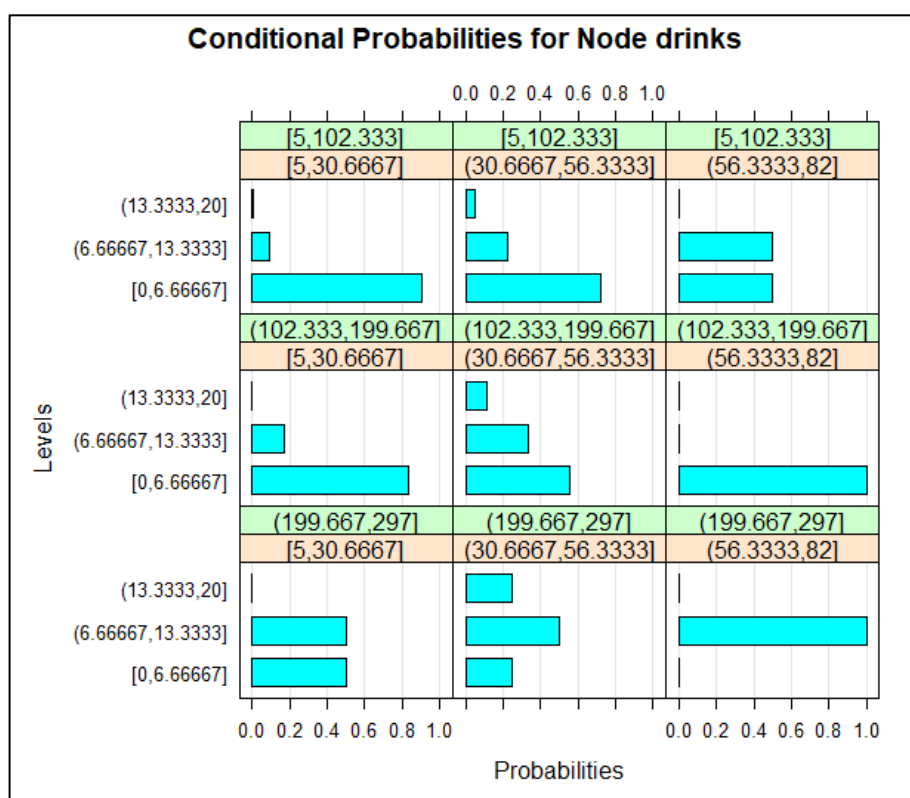 Conditional Probabilities for Node drinks
0.0 0.2 0.4 0.6 0.8 1.0
[5,102.333] [5,102.333] [5,102.333]
[5,30.6667] (30.6667,56.3333] (56.3333,82]
(13.3333,20]
(6.66667,13.3333]
[0,6.66667]
(102.333,199.667] (102.333,199.667] (102.333,199.667]
[5,30.6667] (30.6667,56.3333] (56.3333,82]
(13.3333,20]
(6.66667,13.3333]
[0,6.66667]
Levels
(199.667,297] (199.667,297] (199.667,297]
[5,30.6667] (30.6667,56.3333] (56.3333,82]
(13.3333,20]
(6.66667,13.3333]
[0,6.66667]
0.0 0.2 0.4 0.6 0.8 1.0 0.0 0.2 0.4 0.6 0.8 1.0
Probabilities